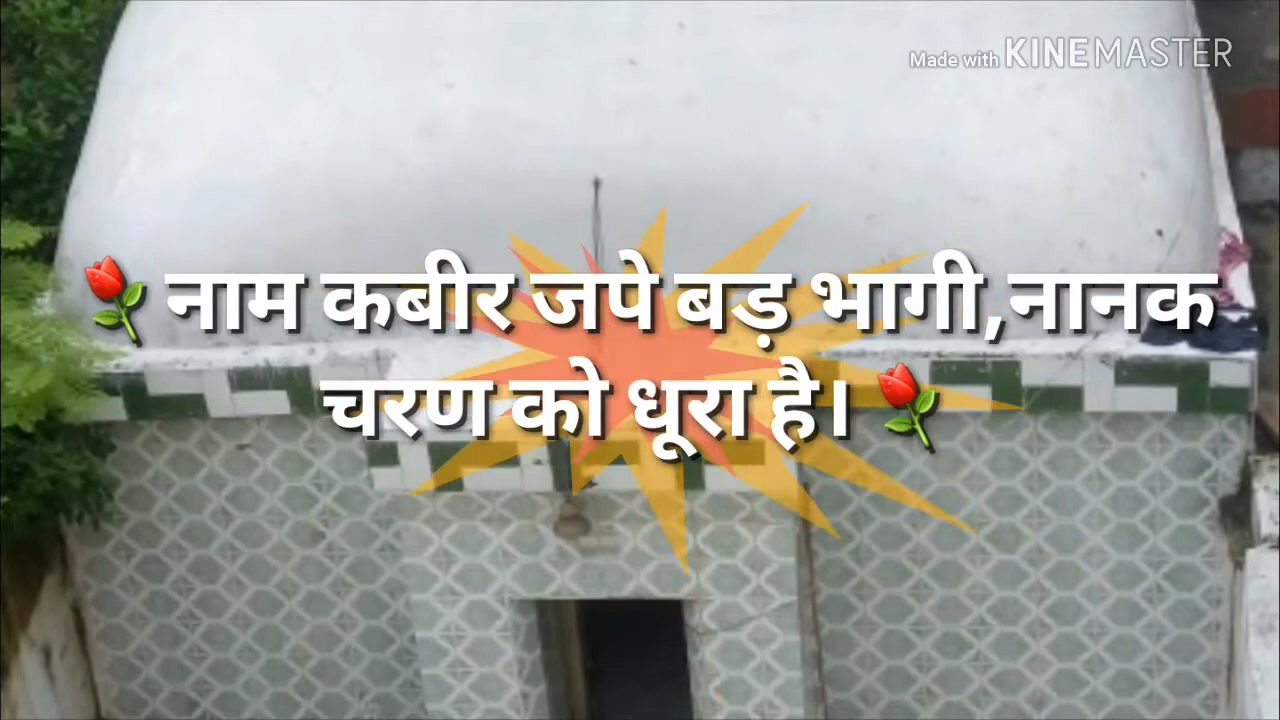 Made with KINEMASTER
🌹नाम कबीर जपे बड़ भागी,नानक
चरण को धूरा है।🌹